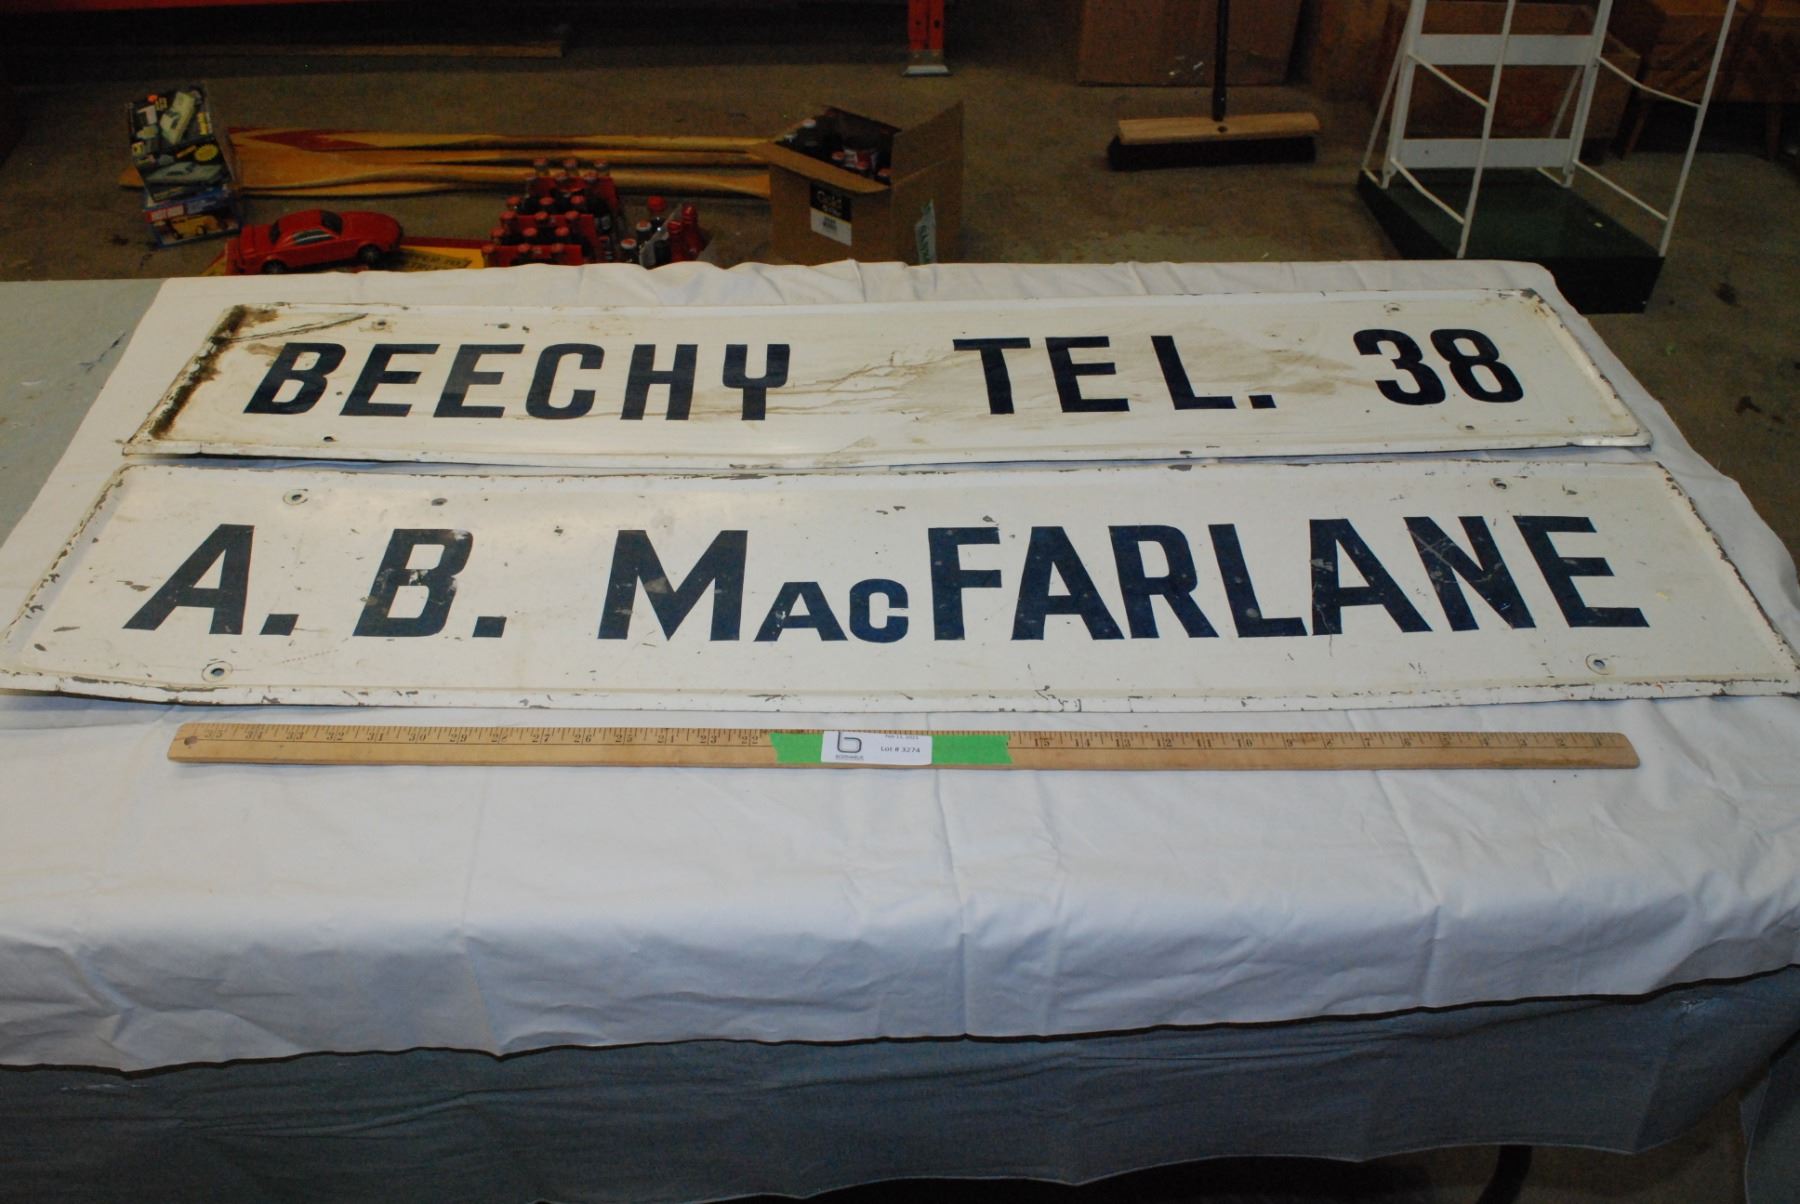 BEECHY TEL. 38
A. B. MacFARLANE
Lot # 3274